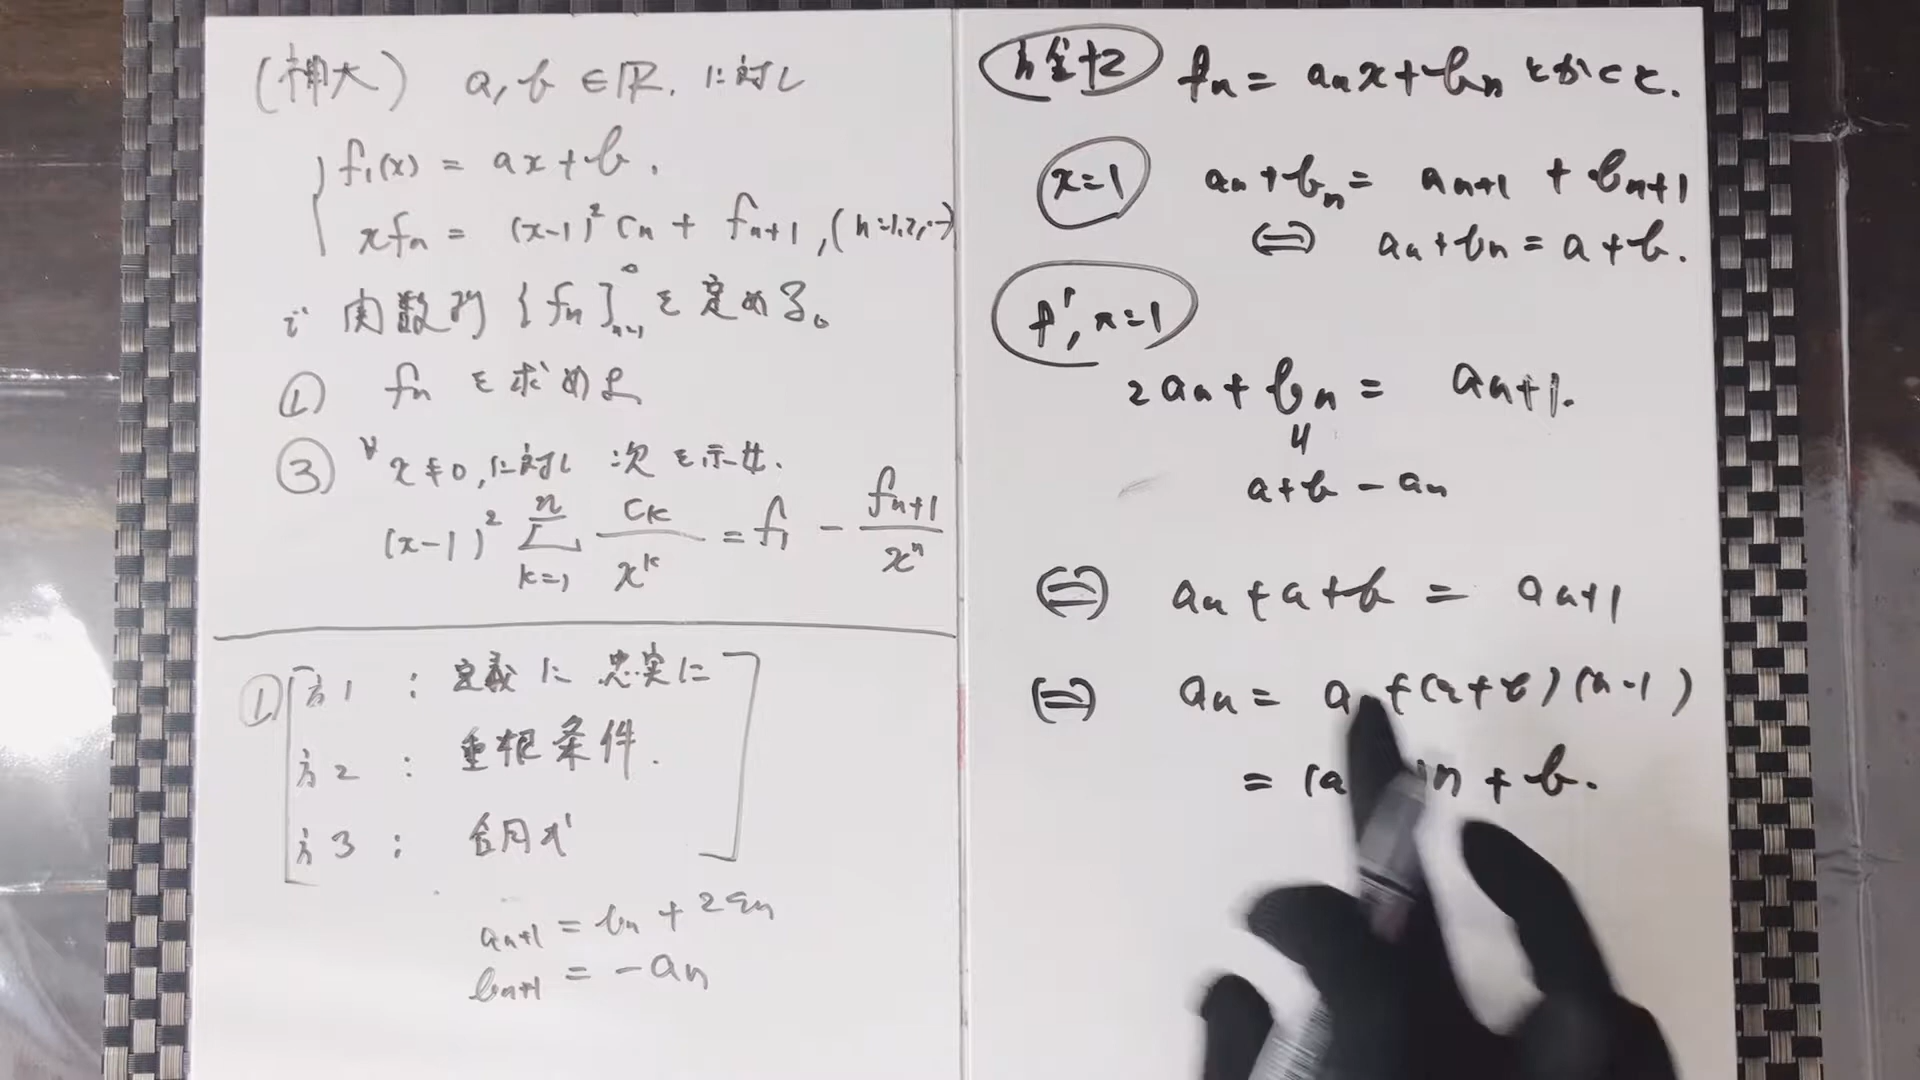 (神大) a, b ∈ ℝ, に対し
f₁(x) = ax + b.
xfₙ = (x-1)² Cₙ + fₙ₊₁, (n=1,2,…)
で 関数列 {fₙ}ₙ₌₁^∞ を定める。
① fₙ を求めよ
③ ∀x≠0, に対し 次を示せ.
(x-1)² Σ_{k=1}^{n} Cₖ/xᵏ = f₁ - fₙ₊₁/xⁿ
① 方1 : 定義に 忠実に
方2 : 重根条件.
方3 : 合同式
aₙ₊₁ = bₙ + 2aₙ
bₙ₊₁ = -aₙ
方針2 fₙ = aₙx + bₙ とかくと.
x=1 aₙ + bₙ = aₙ₊₁ + bₙ₊₁
⇔ aₙ + bₙ = a + b.
f', x=1
2aₙ + bₙ = aₙ₊₁.
a + b - aₙ
⇔ aₙ + a + b = aₙ₊₁
⇔ aₙ = a + (a+b)(n-1)
= (a n + b.